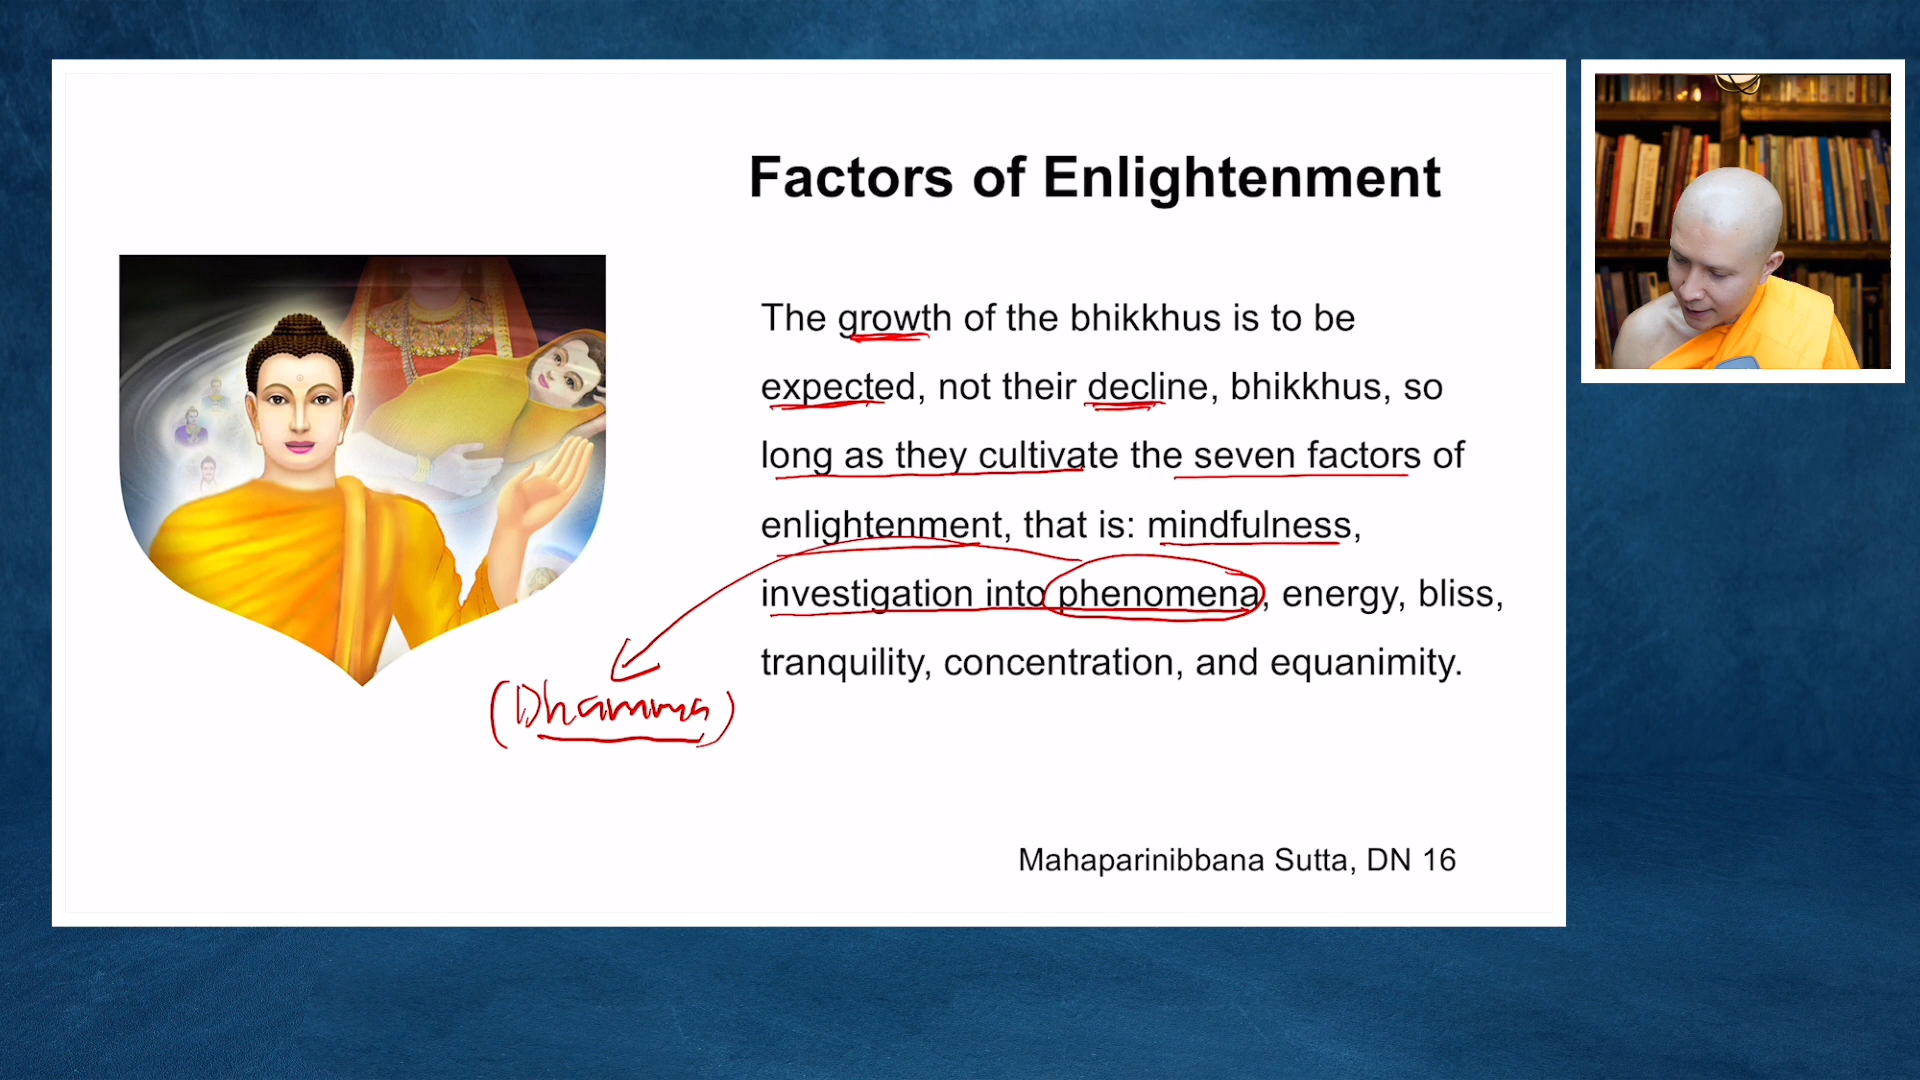 Factors of Enlightenment
The growth of the bhikkhus is to be
expected, not their decline, bhikkhus, so
long as they cultivate the seven factors of
enlightenment, that is: mindfulness,
investigation into phenomena, energy, bliss,
tranquility, concentration, and equanimity.
(Dhamma)
Mahaparinibbana Sutta, DN 16